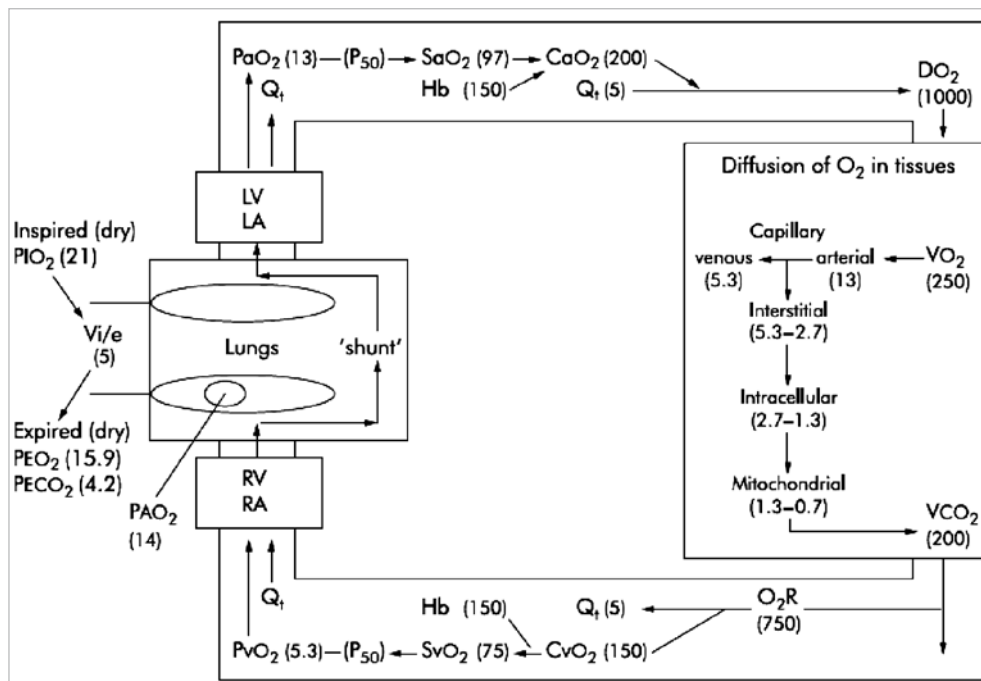 PaO₂ (13)—(P₅₀) → SaO₂ (97) → CaO₂ (200)
Qₜ
Hb (150)
Qₜ (5)
DO₂
(1000)
LV
LA
Inspired (dry)
PIO₂ (21)
Vi/e
(5)
Expired (dry)
PEO₂ (15.9)
PECO₂ (4.2)
PAO₂
(14)
Lungs
'shunt'
RV
RA
Diffusion of O₂ in tissues
Capillary
venous
(5.3)
arterial
(13)
VO₂
(250)
Interstitial
(5.3–2.7)
Intracellular
(2.7–1.3)
Mitochondrial
(1.3–0.7)
VCO₂
(200)
Qₜ
Hb (150)
Qₜ (5)
O₂R
(750)
PvO₂ (5.3)—(P₅₀) ← SvO₂ (75) ← CvO₂ (150)